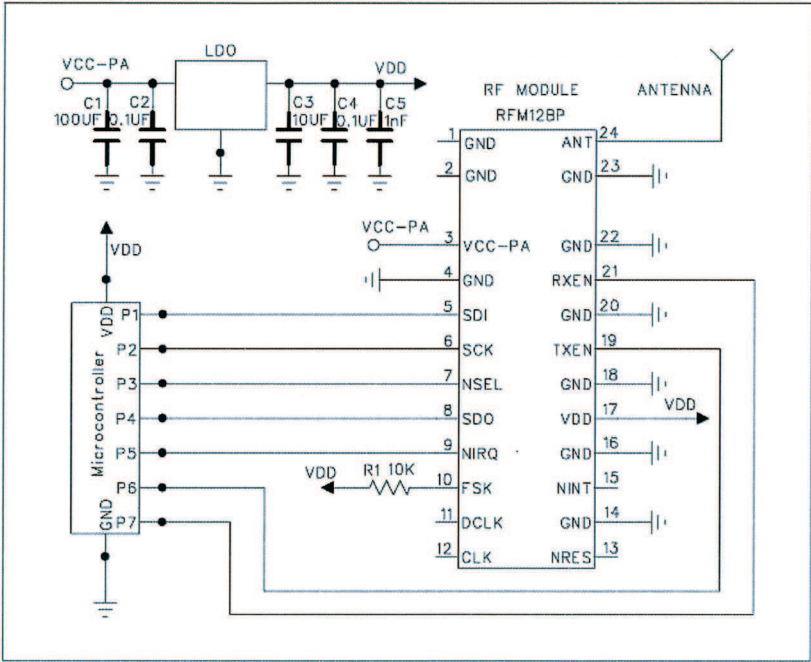 LDO
VCC-PA
VDD
C1
100UF
C2
0.1UF
C3
10UF
C4
0.1UF
C5
1nF
RF MODULE
RFM12BP
ANTENNA
1 GND
2 GND
VCC-PA
3 VCC-PA
4 GND
5 SDI
6 SCK
7 NSEL
8 SDO
9 NIRQ
VDD R1 10K 10 FSK
11 DCLK
12 CLK
ANT 24
GND 23
GND 22
RXEN 21
GND 20
TXEN 19
GND 18
VDD 17 VDD
GND 16
NINT 15
GND 14
NRES 13
VDD
Microcontroller
VDD
GND
P1
P2
P3
P4
P5
P6
P7